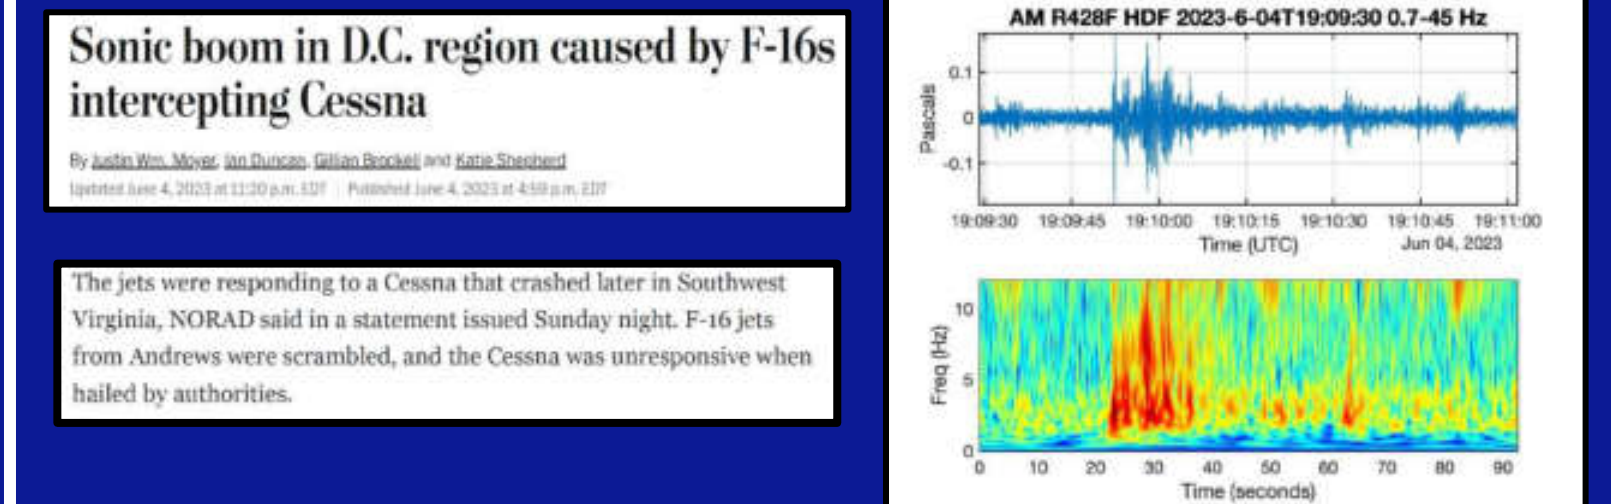 Sonic boom in D.C. region caused by F-16s
intercepting Cessna
By Justin Wm. Moyer, Ian Duncan, Gillian Brockell and Katie Shepherd
Updated June 4, 2023 at 11:20 p.m. EDT | Published June 4, 2023 at 4:59 p.m. EDT
The jets were responding to a Cessna that crashed later in Southwest
Virginia, NORAD said in a statement issued Sunday night. F-16 jets
from Andrews were scrambled, and the Cessna was unresponsive when
hailed by authorities.
AM R428F HDF 2023-6-04T19:09:30 0.7-45 Hz
Pascals
0.1
0
-0.1
19:09:30 19:09:45 19:10:00 19:10:15 19:10:30 19:10:45 19:11:00
Time (UTC)
Jun 04, 2023
Freq (Hz)
10
5
0
0 10 20 30 40 50 60 70 80 90
Time (seconds)